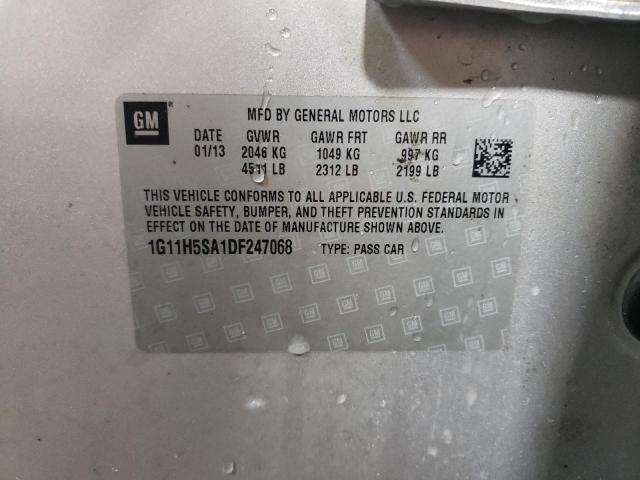 GM
MFD BY GENERAL MOTORS LLC
DATE GVWR GAWR FRT GAWR RR
01/13 2046 KG 1049 KG 997 KG
4511 LB 2312 LB 2199 LB
THIS VEHICLE CONFORMS TO ALL APPLICABLE U.S. FEDERAL MOTOR
VEHICLE SAFETY, BUMPER, AND THEFT PREVENTION STANDARDS IN
EFFECT ON THE DATE OF MANUFACTURE SHOWN ABOVE.
1G11H5SA1DF247068 TYPE: PASS CAR